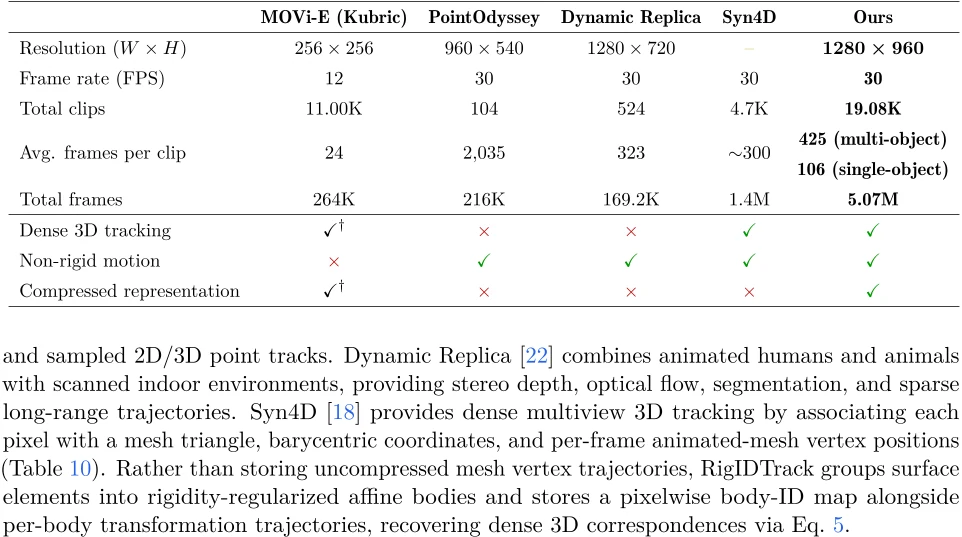 MOVi-E (Kubric) PointOdyssey Dynamic Replica Syn4D Ours
Resolution (W × H) 256 × 256 960 × 540 1280 × 720 – 1280 × 960
Frame rate (FPS) 12 30 30 30 30
Total clips 11.00K 104 524 4.7K 19.08K
Avg. frames per clip 24 2,035 323 ~300 425 (multi-object)
106 (single-object)
Total frames 264K 216K 169.2K 1.4M 5.07M
Dense 3D tracking ✓† × × ✓ ✓
Non-rigid motion × ✓ ✓ ✓ ✓
Compressed representation ✓† × × × ✓
and sampled 2D/3D point tracks. Dynamic Replica [22] combines animated humans and animals
with scanned indoor environments, providing stereo depth, optical flow, segmentation, and sparse
long-range trajectories. Syn4D [18] provides dense multiview 3D tracking by associating each
pixel with a mesh triangle, barycentric coordinates, and per-frame animated-mesh vertex positions
(Table 10). Rather than storing uncompressed mesh vertex trajectories, RigIDTrack groups surface
elements into rigidity-regularized affine bodies and stores a pixelwise body-ID map alongside
per-body transformation trajectories, recovering dense 3D correspondences via Eq. 5.